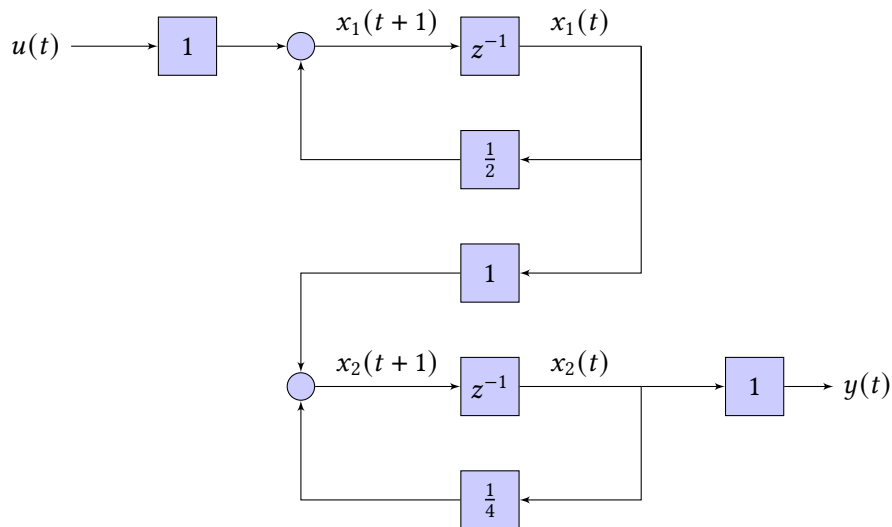 u(t) 1 x₁(t + 1) z⁻¹ x₁(t)
1/2
1
x₂(t + 1) z⁻¹ x₂(t) 1 y(t)
1/4